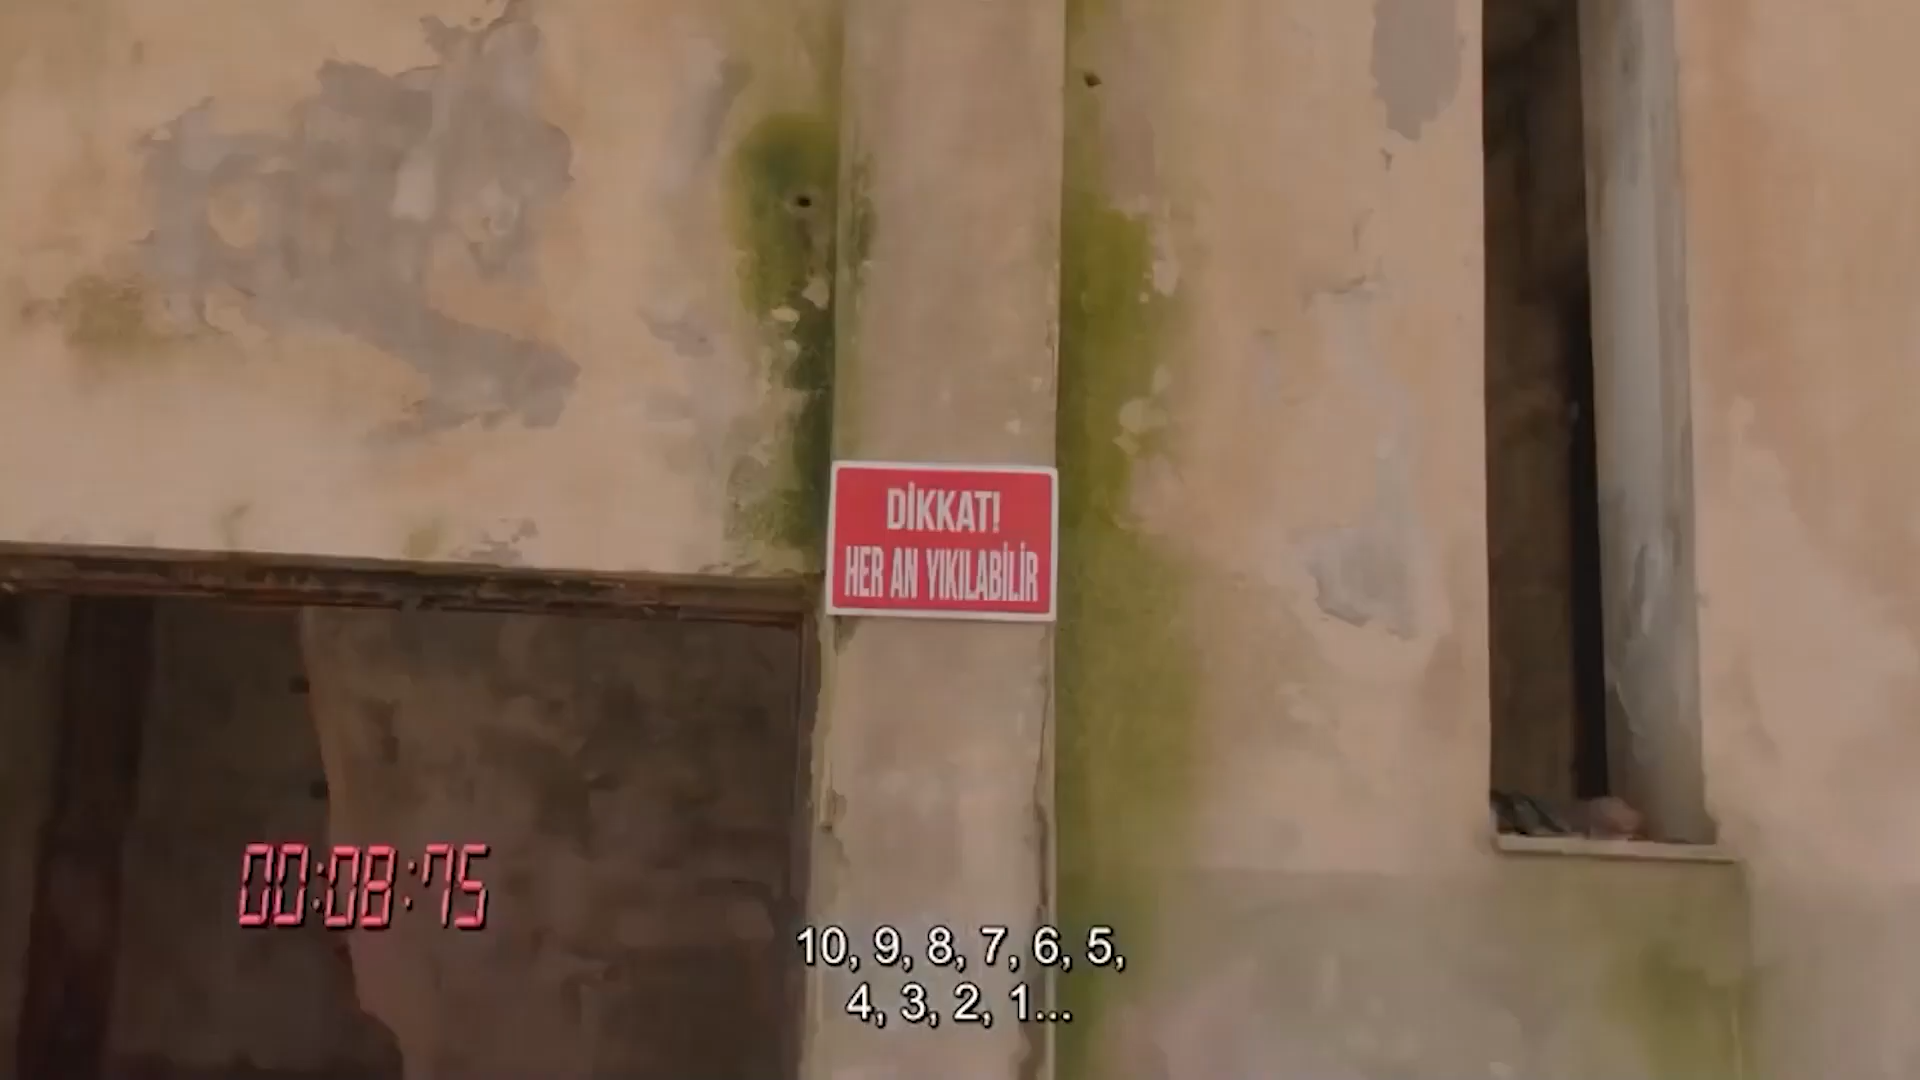 DİKKAT!
HER AN YIKILABİLİR
00:08:75
10, 9, 8, 7, 6, 5,
4, 3, 2, 1...